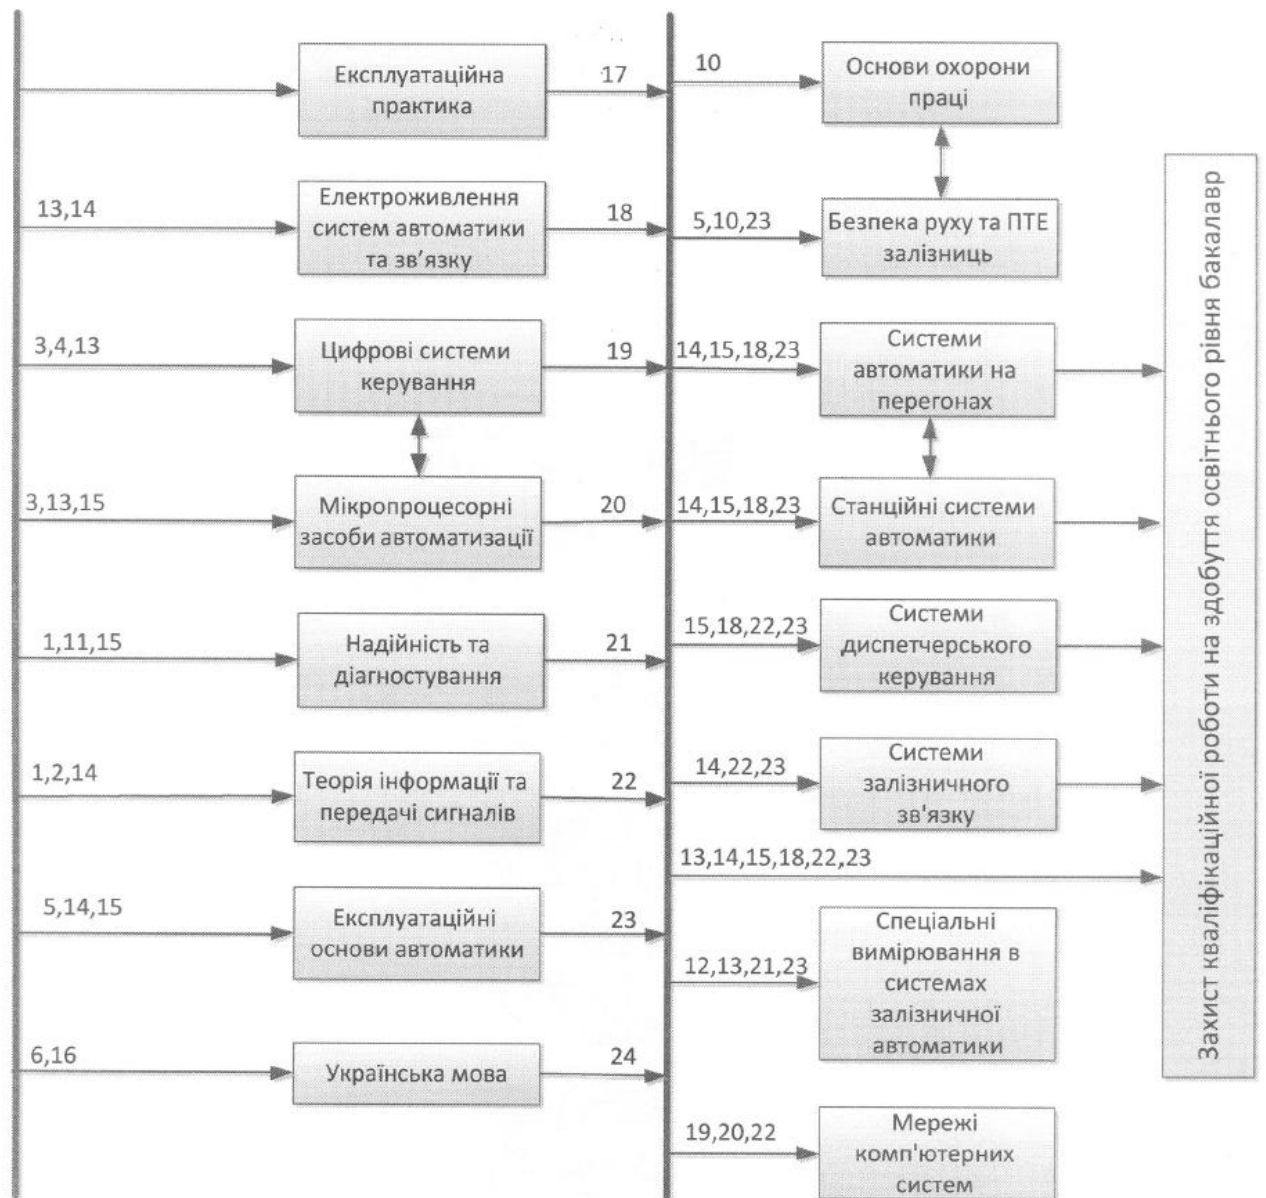 Експлуатаційна
практика
17
10
Основи охорони
праці
13,14
Електроживлення
систем автоматики
та зв’язку
18
5,10,23
Безпека руху та ПТЕ
залізниць
3,4,13
Цифрові системи
керування
19
14,15,18,23
Системи
автоматики на
перегонах
3,13,15
Мікропроцесорні
засоби автоматизації
20
14,15,18,23
Станційні системи
автоматики
1,11,15
Надійність та
діагностування
21
15,18,22,23
Системи
диспетчерського
керування
1,2,14
Теорія інформації та
передачі сигналів
22
14,22,23
Системи
залізничного
зв'язку
13,14,15,18,22,23
5,14,15
Експлуатаційні
основи автоматики
23
12,13,21,23
Спеціальні
вимірювання в
системах
залізничної
автоматики
6,16
Українська мова
24
19,20,22
Мережі
комп'ютерних
систем
Захист кваліфікаційної роботи на здобуття освітнього рівня бакалавр